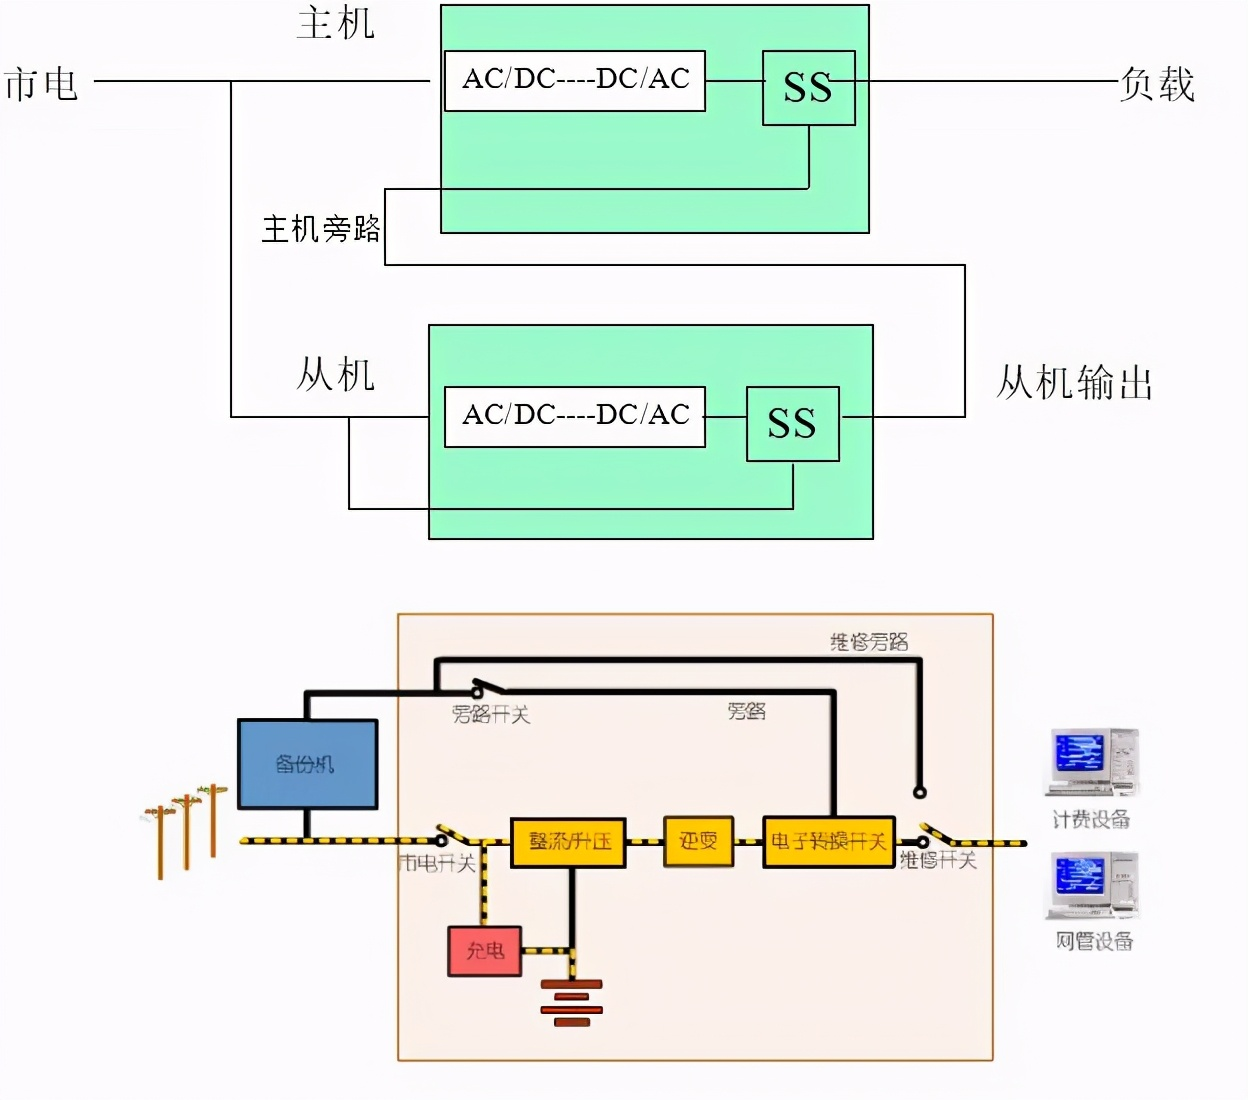 主机
市电
AC/DC----DC/AC
SS
负载
主机旁路
从机
AC/DC----DC/AC
SS
从机输出
维修旁路
旁路开关
旁路
备份机
计费设备
整流/升压
逆变
电子转换开关
市电开关
维修开关
充电
网管设备